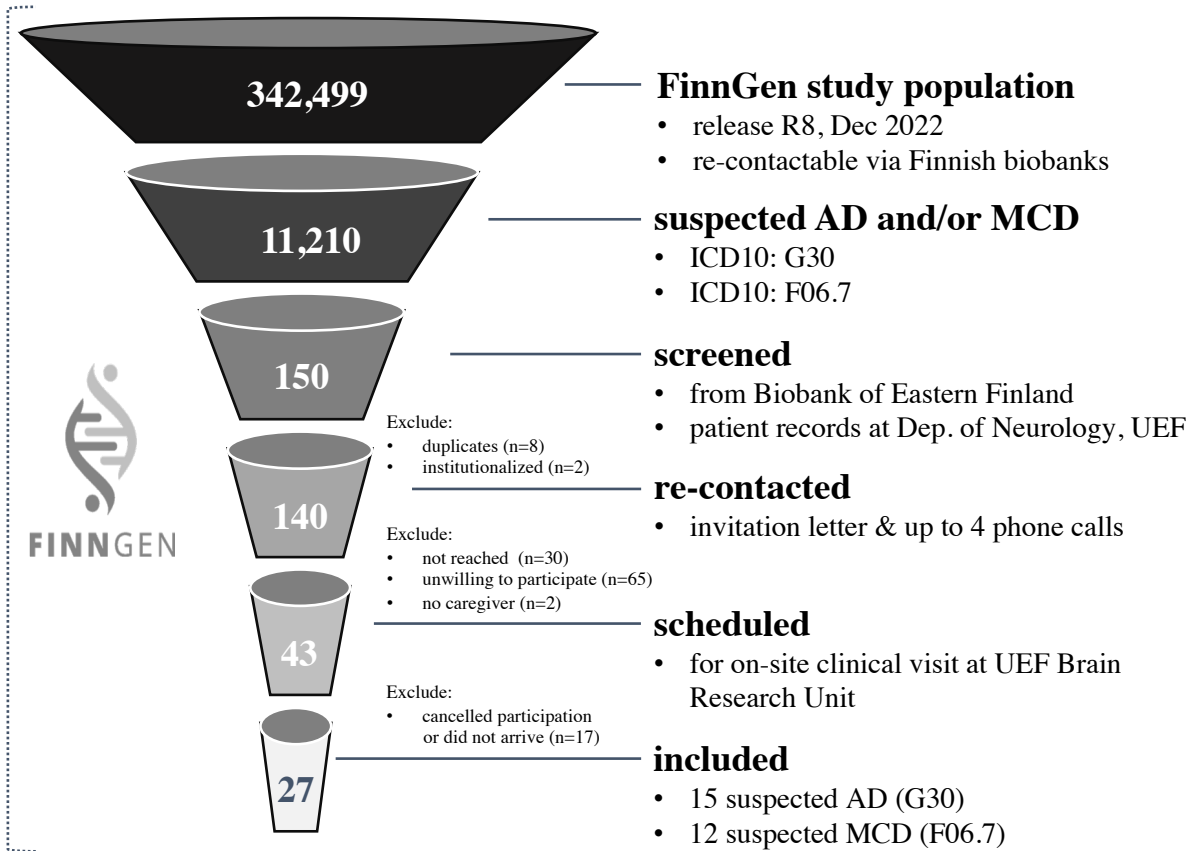 342,499
FinnGen study population
• release R8, Dec 2022
• re-contactable via Finnish biobanks
11,210
suspected AD and/or MCD
• ICD10: G30
• ICD10: F06.7
150
screened
• from Biobank of Eastern Finland
• patient records at Dep. of Neurology, UEF
Exclude:
• duplicates (n=8)
• institutionalized (n=2)
140
re-contacted
• invitation letter & up to 4 phone calls
FINNGEN
Exclude:
• not reached (n=30)
• unwilling to participate (n=65)
• no caregiver (n=2)
43
scheduled
• for on-site clinical visit at UEF Brain
Research Unit
Exclude:
• cancelled participation
or did not arrive (n=17)
27
included
• 15 suspected AD (G30)
• 12 suspected MCD (F06.7)